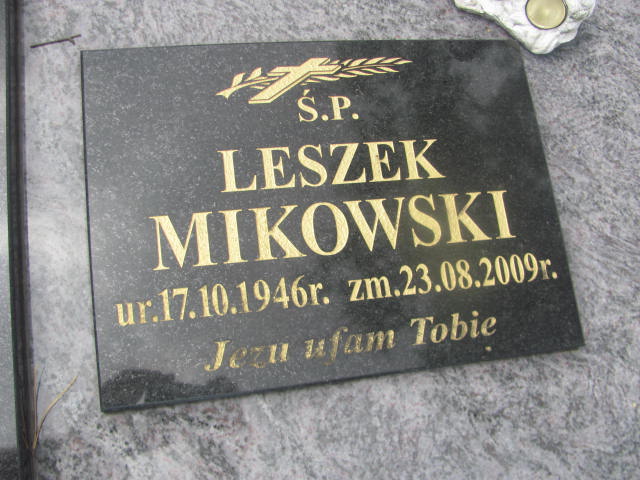 Ś.P.
LESZEK
MIKOWSKI
ur.17.10.1946r. zm.23.08.2009r.
Jezu ufam Tobie